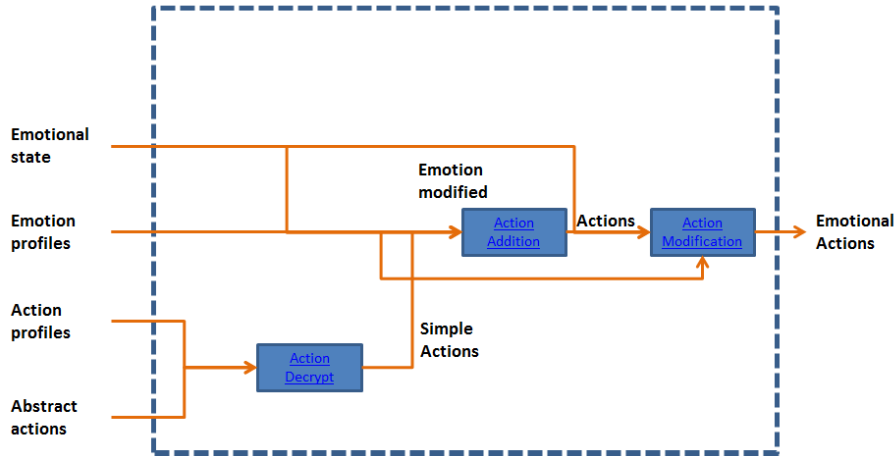 Emotional
state
Emotion
modified
Emotion
profiles
Action
Addition
Actions
Action
Modification
Emotional
Actions
Action
profiles
Simple
Actions
Action
Decrypt
Abstract
actions